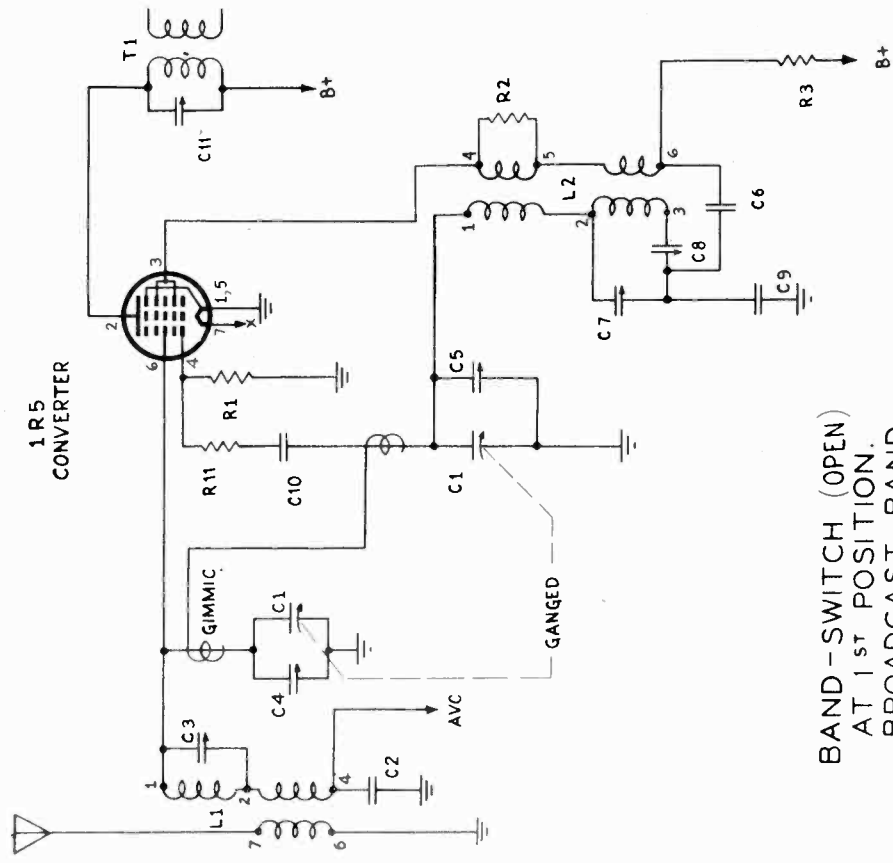 1R5
CONVERTER
T1
C11
B+
2
3
6
4
1,5
7
X
R1
R11
C10
GIMMIC
C1
C4
C3
1
2
4
L1
7
6
C2
AVC
GANGED
C1
C5
4
R2
5
L2
6
1
2
3
C8
C6
C7
C9
R3
B+
BAND-SWITCH (OPEN)
AT 1ST POSITION.
BROADCAST BAND